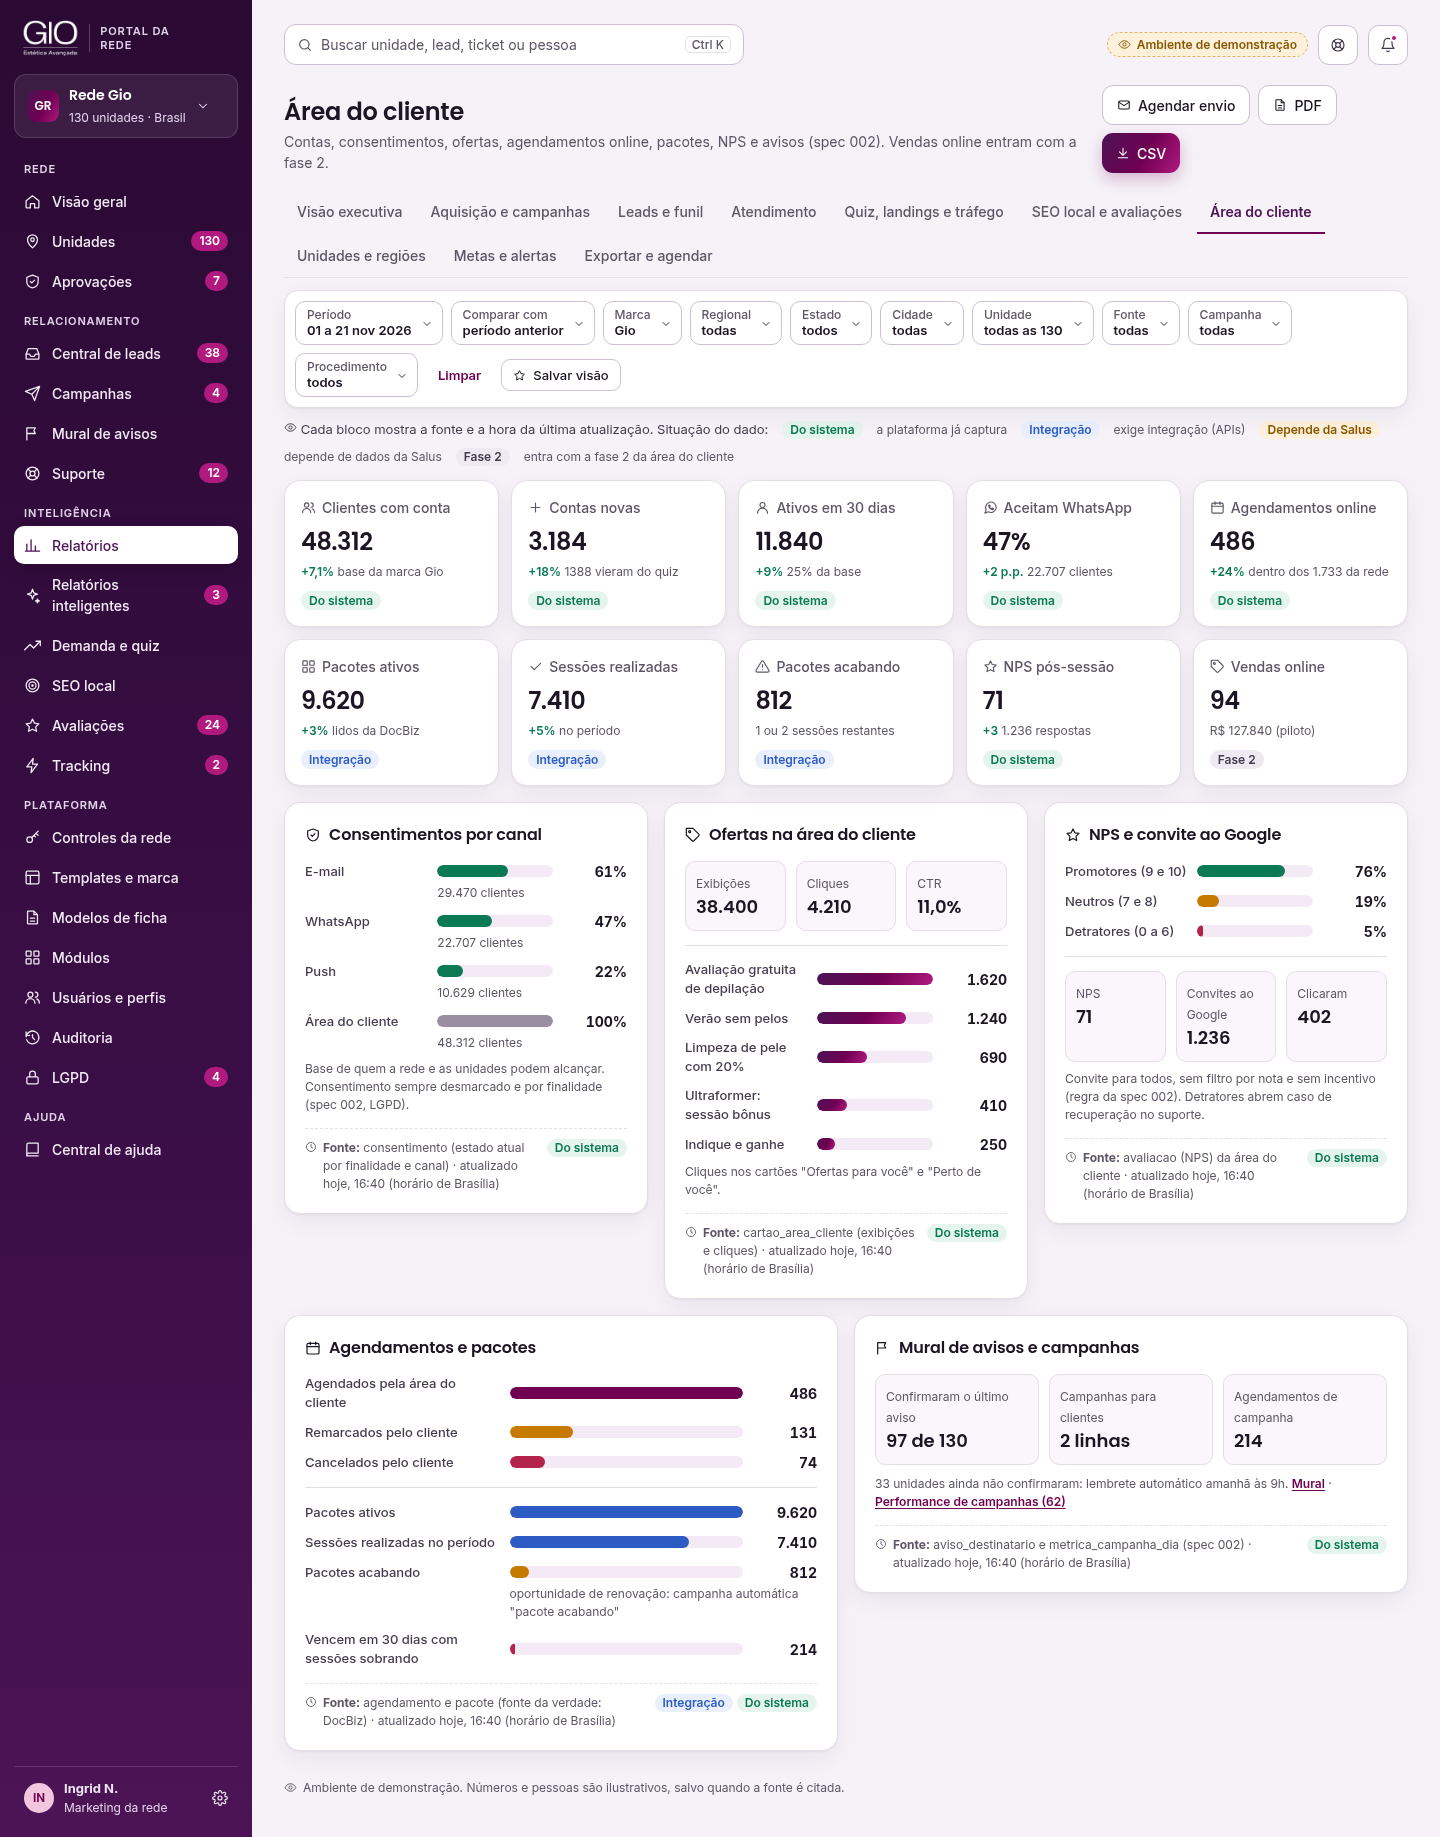 GIO
Estética Avançada
PORTAL DA
REDE
GR
Rede Gio
130 unidades · Brasil
REDE
Visão geral
Unidades 130
Aprovações 7
RELACIONAMENTO
Central de leads 38
Campanhas 4
Mural de avisos
Suporte 12
INTELIGÊNCIA
Relatórios
Relatórios
inteligentes 3
Demanda e quiz
SEO local
Avaliações 24
Tracking 2
PLATAFORMA
Controles da rede
Templates e marca
Modelos de ficha
Módulos
Usuários e perfis
Auditoria
LGPD 4
AJUDA
Central de ajuda
IN
Ingrid N.
Marketing da rede
Buscar unidade, lead, ticket ou pessoa Ctrl K
Ambiente de demonstração
Área do cliente
Contas, consentimentos, ofertas, agendamentos online, pacotes, NPS e avisos (spec 002). Vendas online entram com a
fase 2.
Agendar envio PDF
CSV
Visão executiva Aquisição e campanhas Leads e funil Atendimento Quiz, landings e tráfego SEO local e avaliações Área do cliente
Unidades e regiões Metas e alertas Exportar e agendar
Período Comparar com Marca Regional Estado Cidade Unidade Fonte Campanha
01 a 21 nov 2026 período anterior Gio todas todos todas todas as 130 todas todas
Procedimento
todos
Limpar Salvar visão
Cada bloco mostra a fonte e a hora da última atualização. Situação do dado: Do sistema a plataforma já captura Integração exige integração (APIs) Depende da Salus
depende de dados da Salus Fase 2 entra com a fase 2 da área do cliente
Clientes com conta
48.312
+7,1% base da marca Gio
Do sistema
Contas novas
3.184
+18% 1388 vieram do quiz
Do sistema
Ativos em 30 dias
11.840
+9% 25% da base
Do sistema
Aceitam WhatsApp
47%
+2 p.p. 22.707 clientes
Do sistema
Agendamentos online
486
+24% dentro dos 1.733 da rede
Do sistema
Pacotes ativos
9.620
+3% lidos da DocBiz
Integração
Sessões realizadas
7.410
+5% no período
Integração
Pacotes acabando
812
1 ou 2 sessões restantes
Integração
NPS pós-sessão
71
+3 1.236 respostas
Do sistema
Vendas online
94
R$ 127.840 (piloto)
Fase 2
Consentimentos por canal
E-mail 61%
29.470 clientes
WhatsApp 47%
22.707 clientes
Push 22%
10.629 clientes
Área do cliente 100%
48.312 clientes
Base de quem a rede e as unidades podem alcançar.
Consentimento sempre desmarcado e por finalidade
(spec 002, LGPD).
Fonte: consentimento (estado atual
por finalidade e canal) · atualizado
hoje, 16:40 (horário de Brasília)
Do sistema
Ofertas na área do cliente
Exibições Cliques CTR
38.400 4.210 11,0%
Avaliação gratuita
de depilação 1.620
Verão sem pelos 1.240
Limpeza de pele
com 20% 690
Ultraformer:
sessão bônus 410
Indique e ganhe 250
Cliques nos cartões "Ofertas para você" e "Perto de
você".
Fonte: cartao_area_cliente (exibições
e cliques) · atualizado hoje, 16:40
(horário de Brasília)
Do sistema
NPS e convite ao Google
Promotores (9 e 10) 76%
Neutros (7 e 8) 19%
Detratores (0 a 6) 5%
NPS
71
Convites ao
Google
1.236
Clicaram
402
Convite para todos, sem filtro por nota e sem incentivo
(regra da spec 002). Detratores abrem caso de
recuperação no suporte.
Fonte: avaliacao (NPS) da área do
cliente · atualizado hoje, 16:40
(horário de Brasília)
Do sistema
Agendamentos e pacotes
Agendados pela área do
cliente 486
Remarcados pelo cliente 131
Cancelados pelo cliente 74
Pacotes ativos 9.620
Sessões realizadas no período 7.410
Pacotes acabando 812
oportunidade de renovação: campanha automática
"pacote acabando"
Vencem em 30 dias com
sessões sobrando 214
Fonte: agendamento e pacote (fonte da verdade:
DocBiz) · atualizado hoje, 16:40 (horário de Brasília)
Integração Do sistema
Mural de avisos e campanhas
Confirmaram o último
aviso
97 de 130
Campanhas para
clientes
2 linhas
Agendamentos de
campanha
214
33 unidades ainda não confirmaram: lembrete automático amanhã às 9h. Mural ·
Performance de campanhas (62)
Fonte: aviso_destinatario e metrica_campanha_dia (spec 002) ·
atualizado hoje, 16:40 (horário de Brasília)
Do sistema
Ambiente de demonstração. Números e pessoas são ilustrativos, salvo quando a fonte é citada.